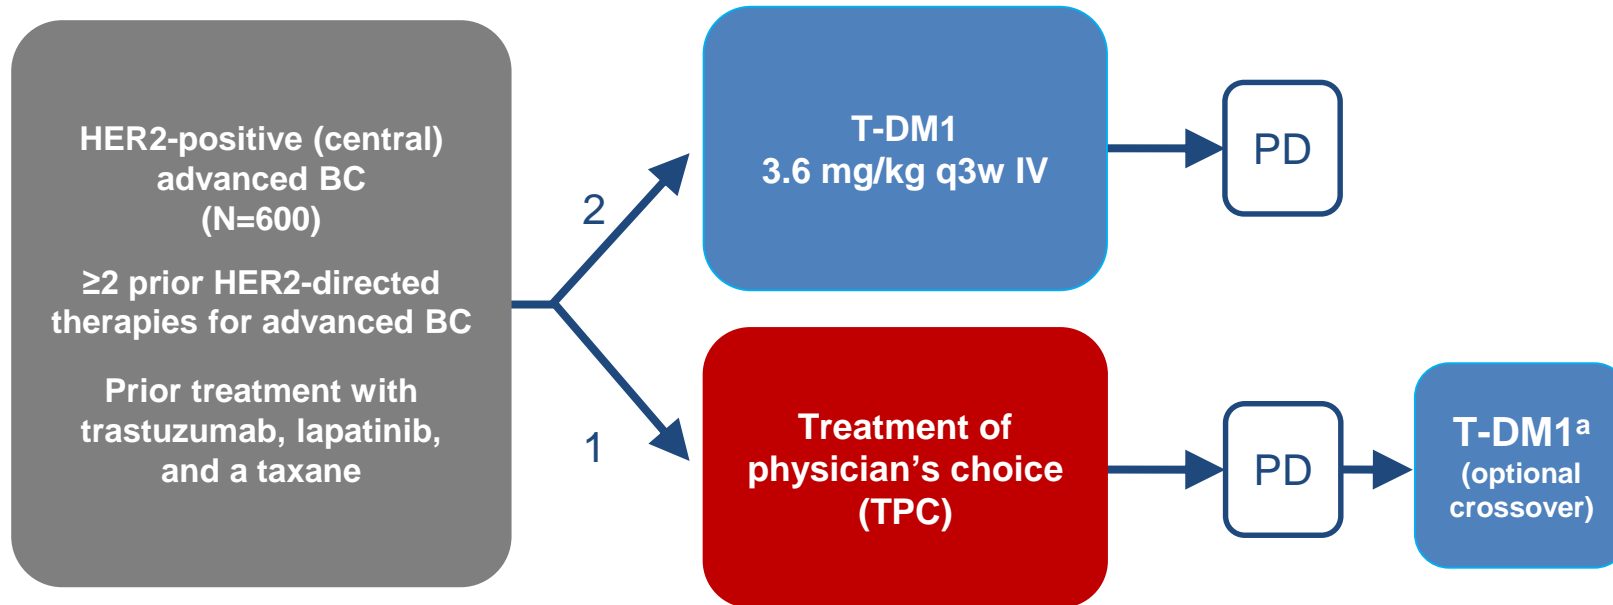 HER2-positive (central)
advanced BC
(N=600)
≥2 prior HER2-directed
therapies for advanced BC
Prior treatment with
trastuzumab, lapatinib,
and a taxane
2
1
T-DM1
3.6 mg/kg q3w IV
PD
Treatment of
physician’s choice
(TPC)
PD
T-DM1ᵃ
(optional
crossover)